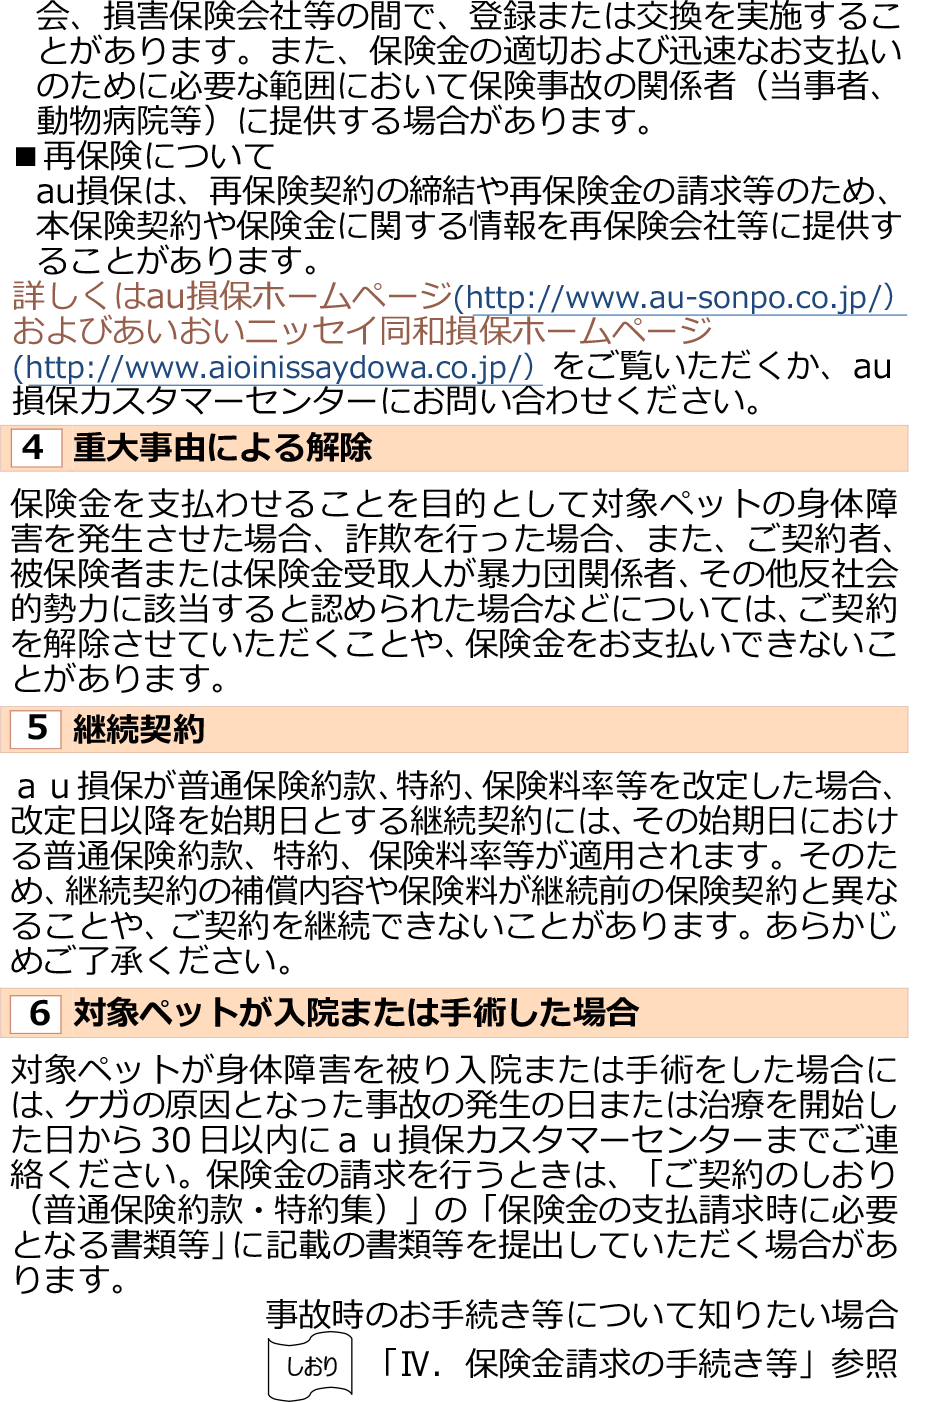 会、損害保険会社等の間で、登録または交換を実施するこ
とがあります。また、保険金の適切および迅速なお支払い
のために必要な範囲において保険事故の関係者（当事者、
動物病院等）に提供する場合があります。
■再保険について
au損保は、再保険契約の締結や再保険金の請求等のため、
本保険契約や保険金に関する情報を再保険会社等に提供す
ることがあります。
詳しくはau損保ホームページ(http://www.au-sonpo.co.jp/）
およびあいおいニッセイ同和損保ホームページ
(http://www.aioinissaydowa.co.jp/）をご覧いただくか、au
損保カスタマーセンターにお問い合わせください。
4 重大事由による解除
保険金を支払わせることを目的として対象ペットの身体障
害を発生させた場合、詐欺を行った場合、また、ご契約者、
被保険者または保険金受取人が暴力団関係者、その他反社会
的勢力に該当すると認められた場合などについては、ご契約
を解除させていただくことや、保険金をお支払いできないこ
とがあります。
5 継続契約
ａｕ損保が普通保険約款、特約、保険料率等を改定した場合、
改定日以降を始期日とする継続契約には、その始期日におけ
る普通保険約款、特約、保険料率等が適用されます。そのた
め、継続契約の補償内容や保険料が継続前の保険契約と異な
ることや、ご契約を継続できないことがあります。あらかじ
めご了承ください。
6 対象ペットが入院または手術した場合
対象ペットが身体障害を被り入院または手術をした場合に
は、ケガの原因となった事故の発生の日または治療を開始し
た日から30日以内にａｕ損保カスタマーセンターまでご連
絡ください。保険金の請求を行うときは、「ご契約のしおり
（普通保険約款・特約集）」の「保険金の支払請求時に必要
となる書類等」に記載の書類等を提出していただく場合があ
ります。
事故時のお手続き等について知りたい場合
しおり 「Ⅳ．保険金請求の手続き等」参照